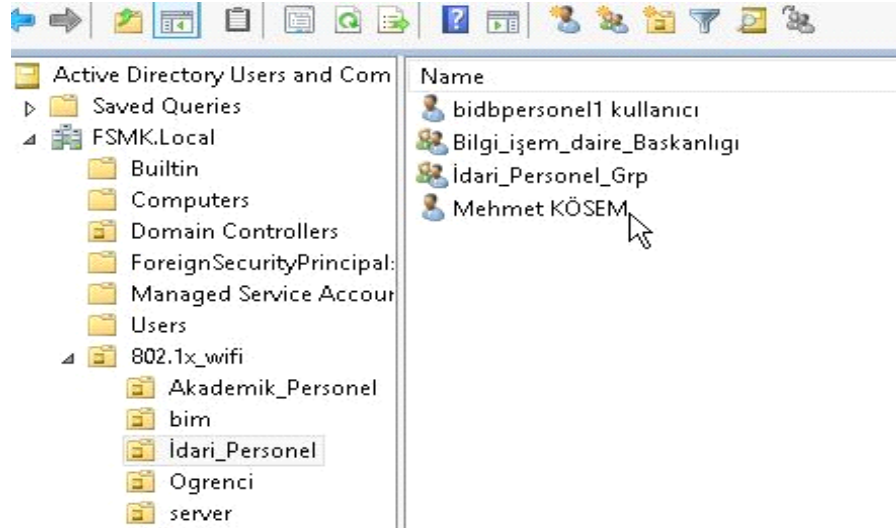 Active Directory Users and Com
Saved Queries
FSMK.Local
Builtin
Computers
Domain Controllers
ForeignSecurityPrincipal:
Managed Service Accour
Users
802.1x_wifi
Akademik_Personel
bim
İdari_Personel
Ogrenci
server
Name
bidbpersonel1 kullanıcı
Bilgi_işem_daire_Baskanlıgı
İdari_Personel_Grp
Mehmet KÖSEM